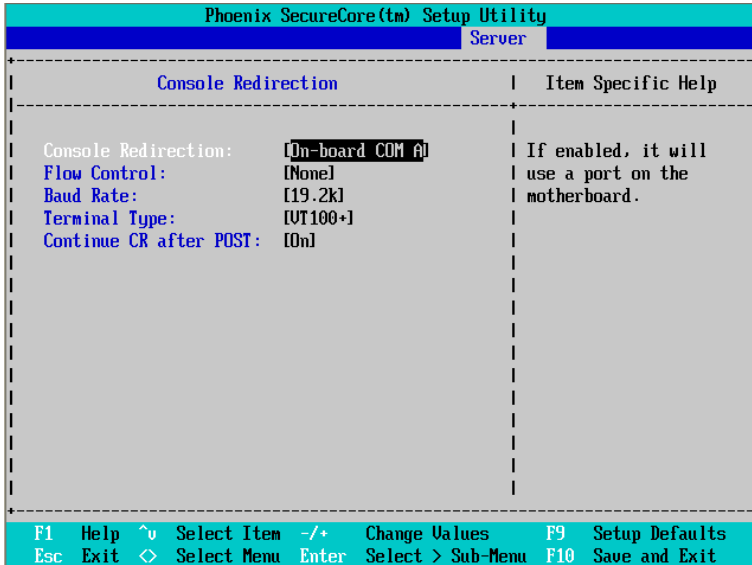 Phoenix SecureCore(tm) Setup Utility
Server
Console Redirection
Item Specific Help
Console Redirection: [On-board COM A]
Flow Control: [None]
Baud Rate: [19.2k]
Terminal Type: [VT100+]
Continue CR after POST: [On]
If enabled, it will
use a port on the
motherboard.
F1 Help ^v Select Item -/+ Change Values F9 Setup Defaults
Esc Exit <> Select Menu Enter Select > Sub-Menu F10 Save and Exit